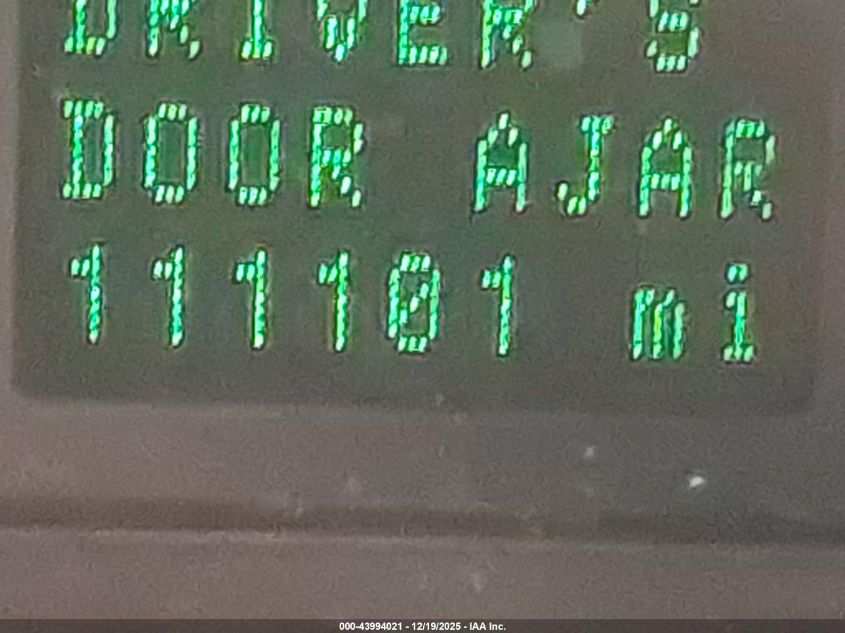 DRIVER'S
DOOR AJAR
111101 mi
000-43994021 - 12/19/2025 - IAA Inc.